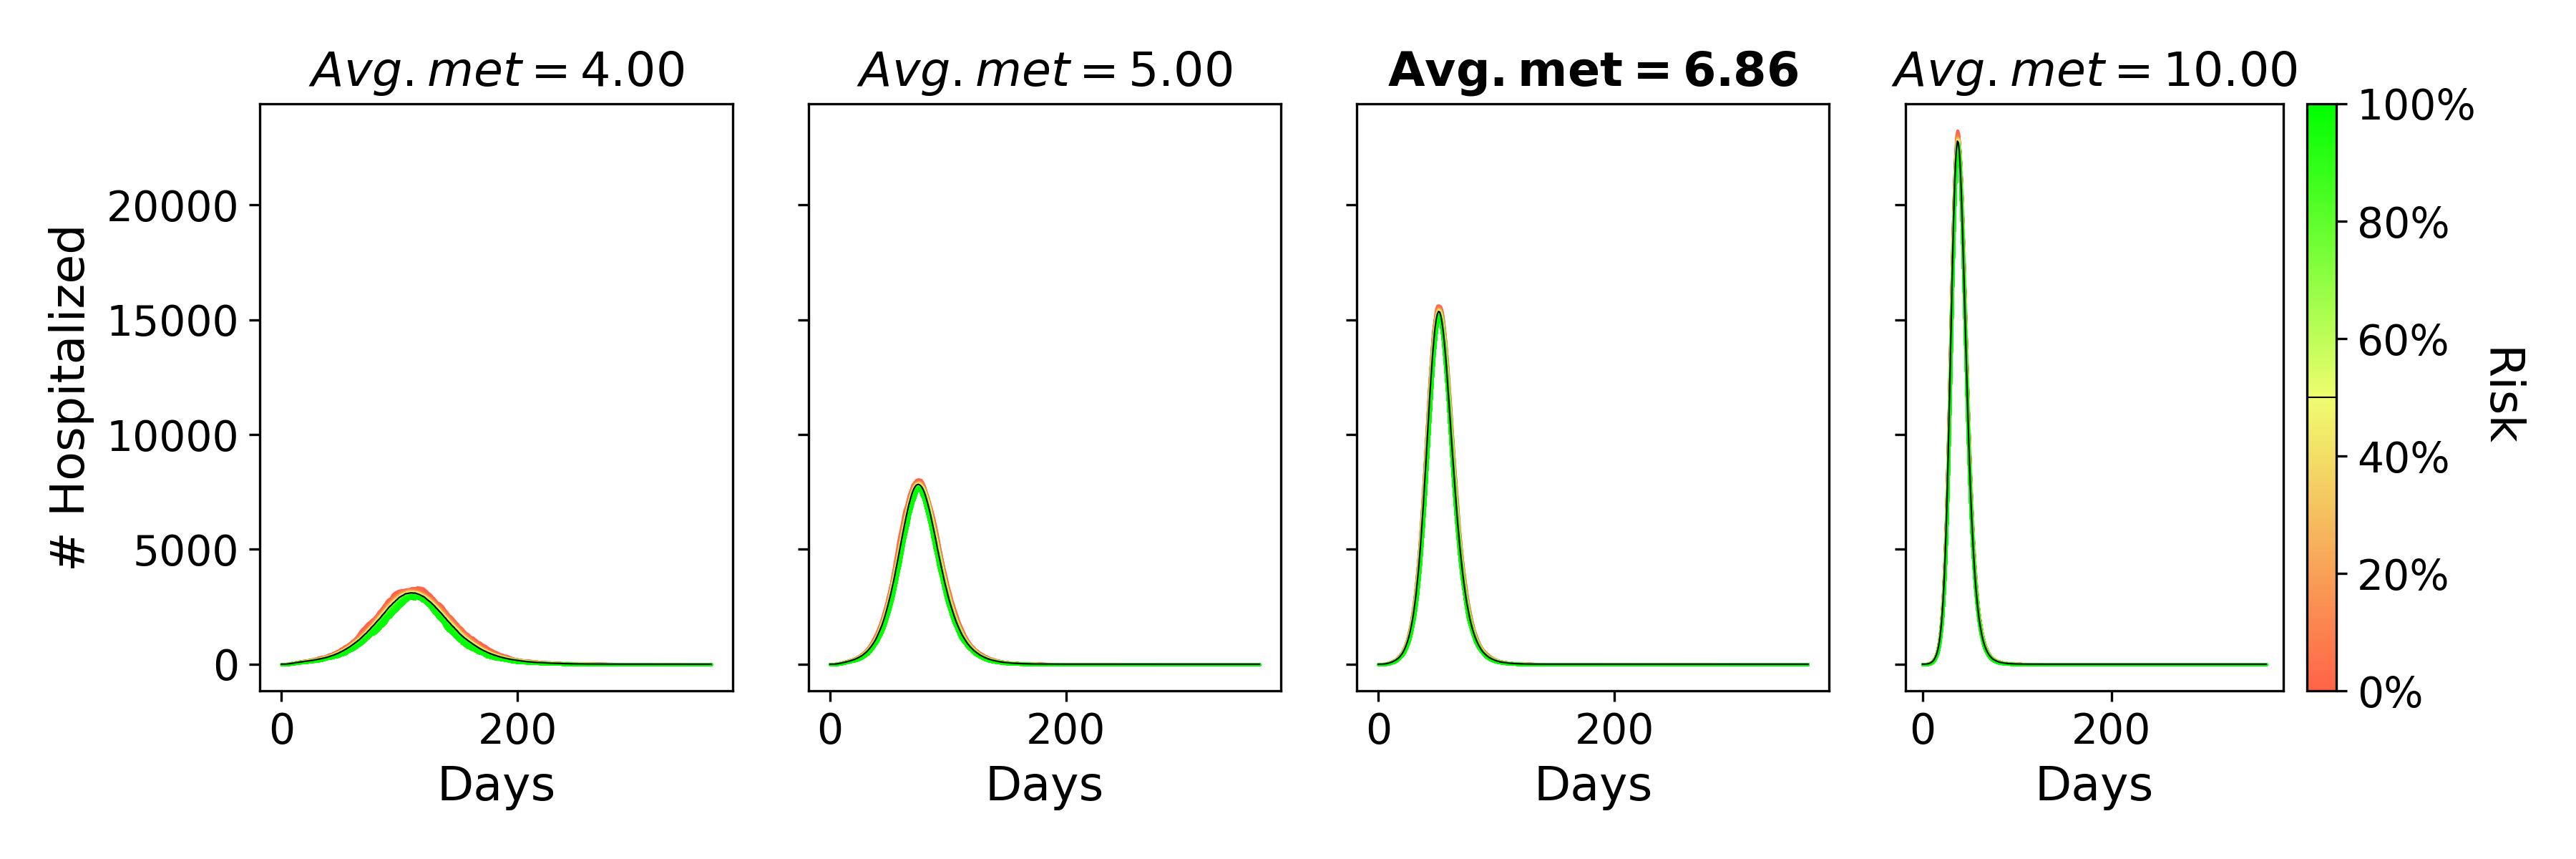 Avg. met = 4.00
Avg. met = 5.00
Avg. met = 6.86
Avg. met = 10.00
# Hospitalized
20000
15000
10000
5000
0
0 200
0 200
0 200
0 200
Days
Days
Days
Days
100%
80%
60%
40%
20%
0%
Risk